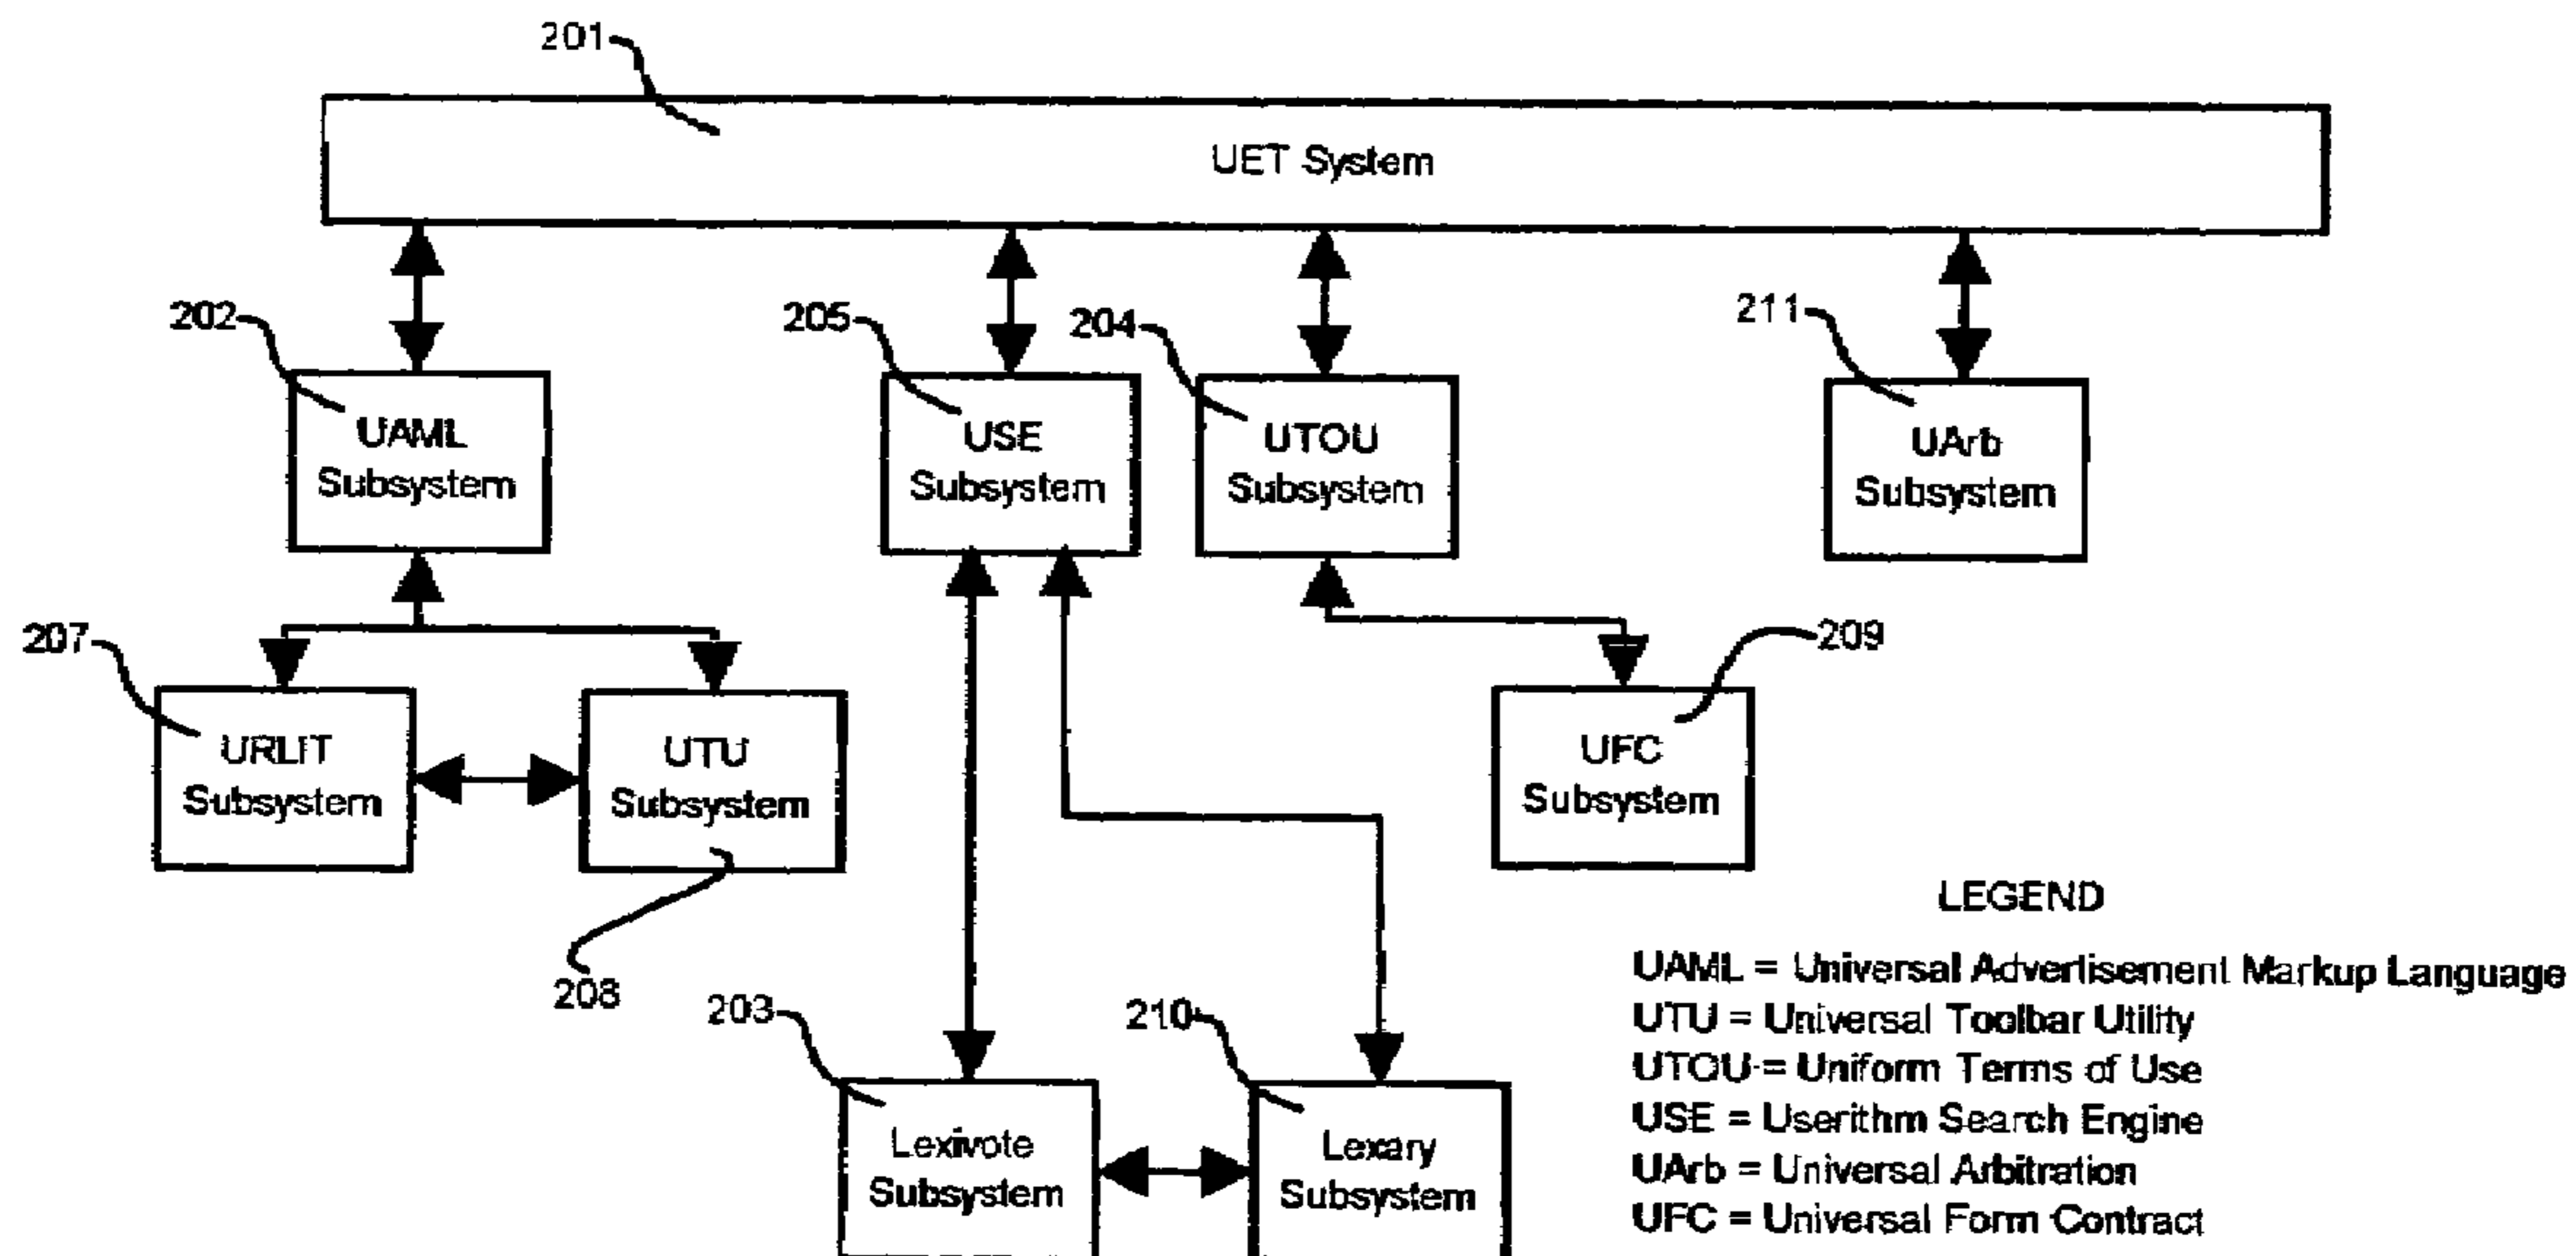 201
UET System
202
205
204
211
UAML
Subsystem
USE
Subsystem
UTOU
Subsystem
UArb
Subsystem
207
209
URLIT
Subsystem
UTU
Subsystem
UFC
Subsystem
208
203
210
Lexivote
Subsystem
Lexary
Subsystem
LEGEND
UAML = Universal Advertisement Markup Language
UTU = Universal Toolbar Utility
UTOU = Uniform Terms of Use
USE = Userithm Search Engine
UArb = Universal Arbitration
UFC = Universal Form Contract